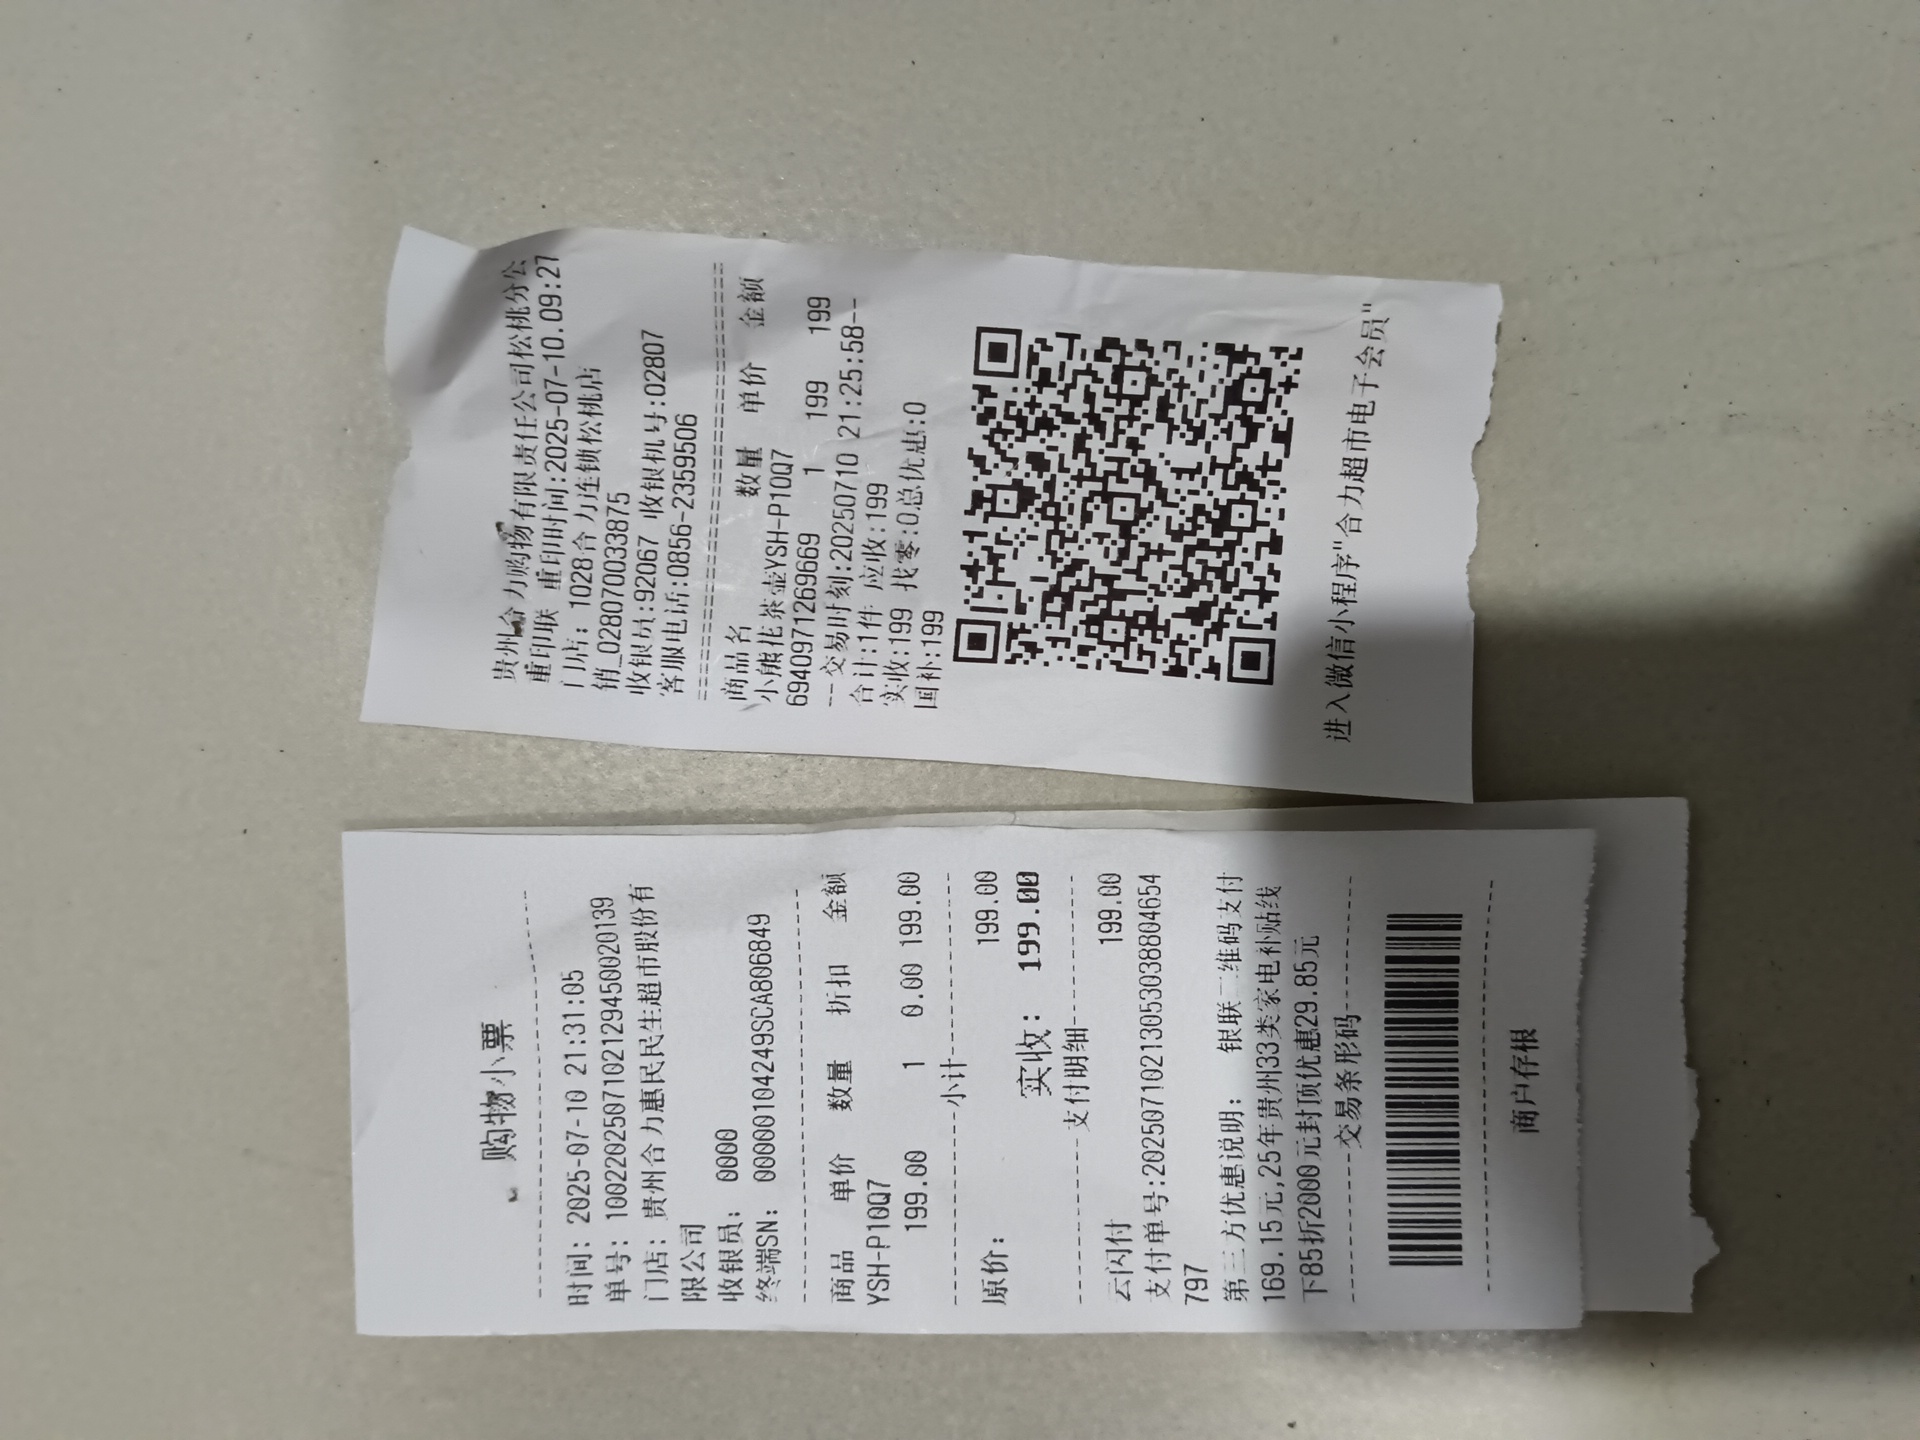 贵州合力购物有限责任公司松桃分公
重印联 重印时间:2025-07-10.09:27
门店: 1028合力连锁松桃店
销_0280700033875
收银员:92067 收银机号:02807
客服电话:0856-2359506
商品名 数量 单价 金额
小熊花茶壶YSH-P10Q7
6940971269669 1 199 199
--交易时刻:20250710 21:25:58--
合计:1件 应收:199
实收:199 找零:0总优惠:0
国补:199
进入微信小程序"合力超市电子会员"
购物小票
时间: 2025-07-10 21:31:05
单号: 10022025071021294500020139
门店: 贵州合力惠民民生超市股份有
限公司
收银员: 0000
终端SN: 00000104249SCA806849
商品 单价 数量 折扣 金额
YSH-P10Q7
199.00 1 0.00 199.00
小计
原价: 199.00
实收: 199.00
支付明细
云闪付 199.00
支付单号:20250710213053038804654
797
第三方优惠说明: 银联二维码支付
169.15元,25年贵州33类家电补贴线
下85折2000元封顶优惠29.85元
交易条形码
商户存根